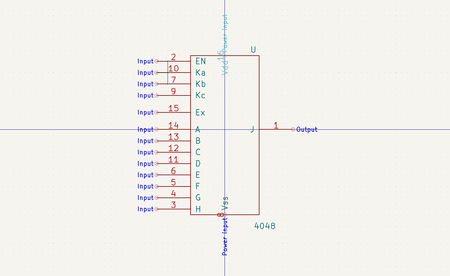 Power Input
16
Vdd
U
Input 2 EN
Input 10 Ka
Input 7 Kb
Input 9 Kc
Input 15 Ex
Input 14 A J 1 Output
Input 13 B
Input 12 C
Input 11 D
Input 6 E
Input 5 F
Input 4 G
Input 3 H
Vss
8
Power Input
4048